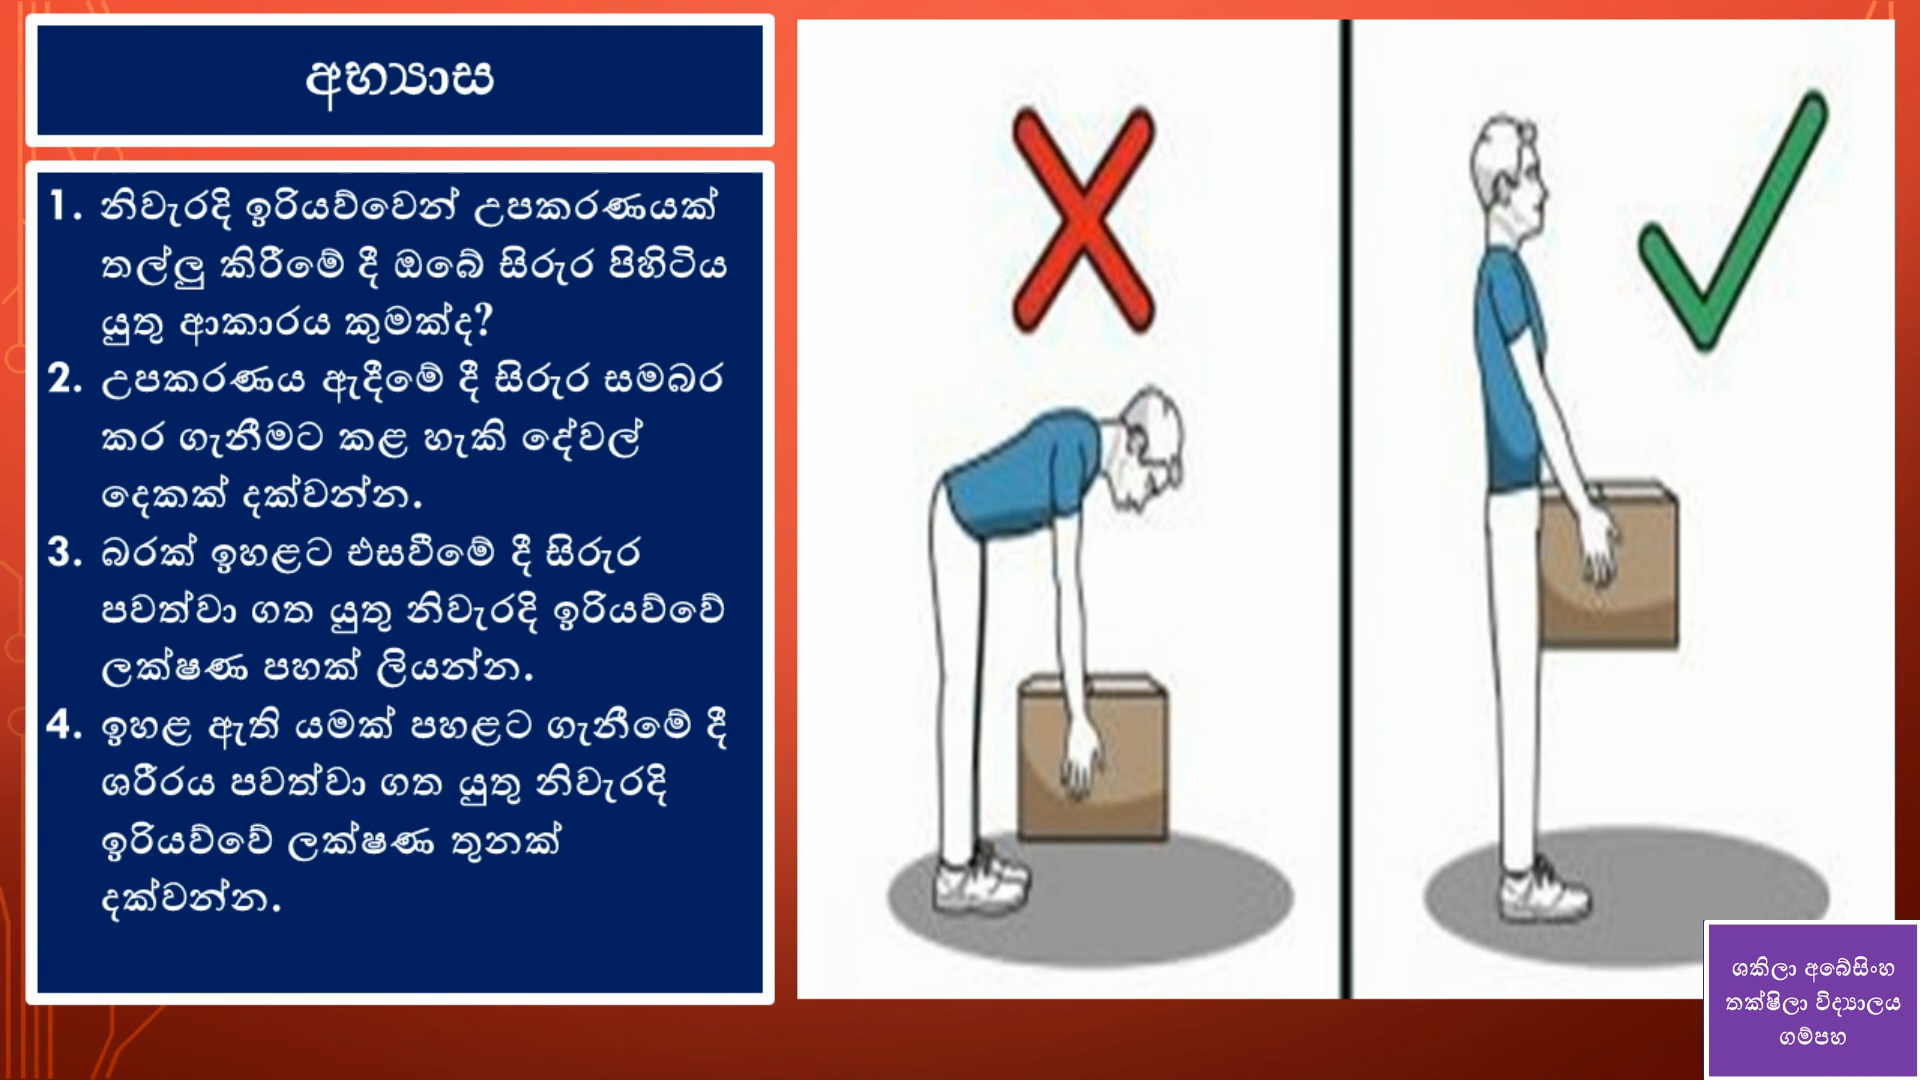 අභ්‍යාස
1. නිවැරදි ඉරියව්වෙන් උපකරණයක්
තල්ලු කිරීමේ දී ඔබේ සිරුර පිහිටිය
යුතු ආකාරය කුමක්ද?
2. උපකරණය ඇදීමේ දී සිරුර සමබර
කර ගැනීමට කළ හැකි දේවල්
දෙකක් දක්වන්න.
3. බරක් ඉහළට එසවීමේ දී සිරුර
පවත්වා ගත යුතු නිවැරදි ඉරියව්වේ
ලක්ෂණ පහක් ලියන්න.
4. ඉහළ ඇති යමක් පහළට ගැනීමේ දී
ශරීරය පවත්වා ගත යුතු නිවැරදි
ඉරියව්වේ ලක්ෂණ තුනක්
දක්වන්න.
ශකිලා අබේසිංහ
තක්ෂිලා විද්‍යාලය
ගම්පහ